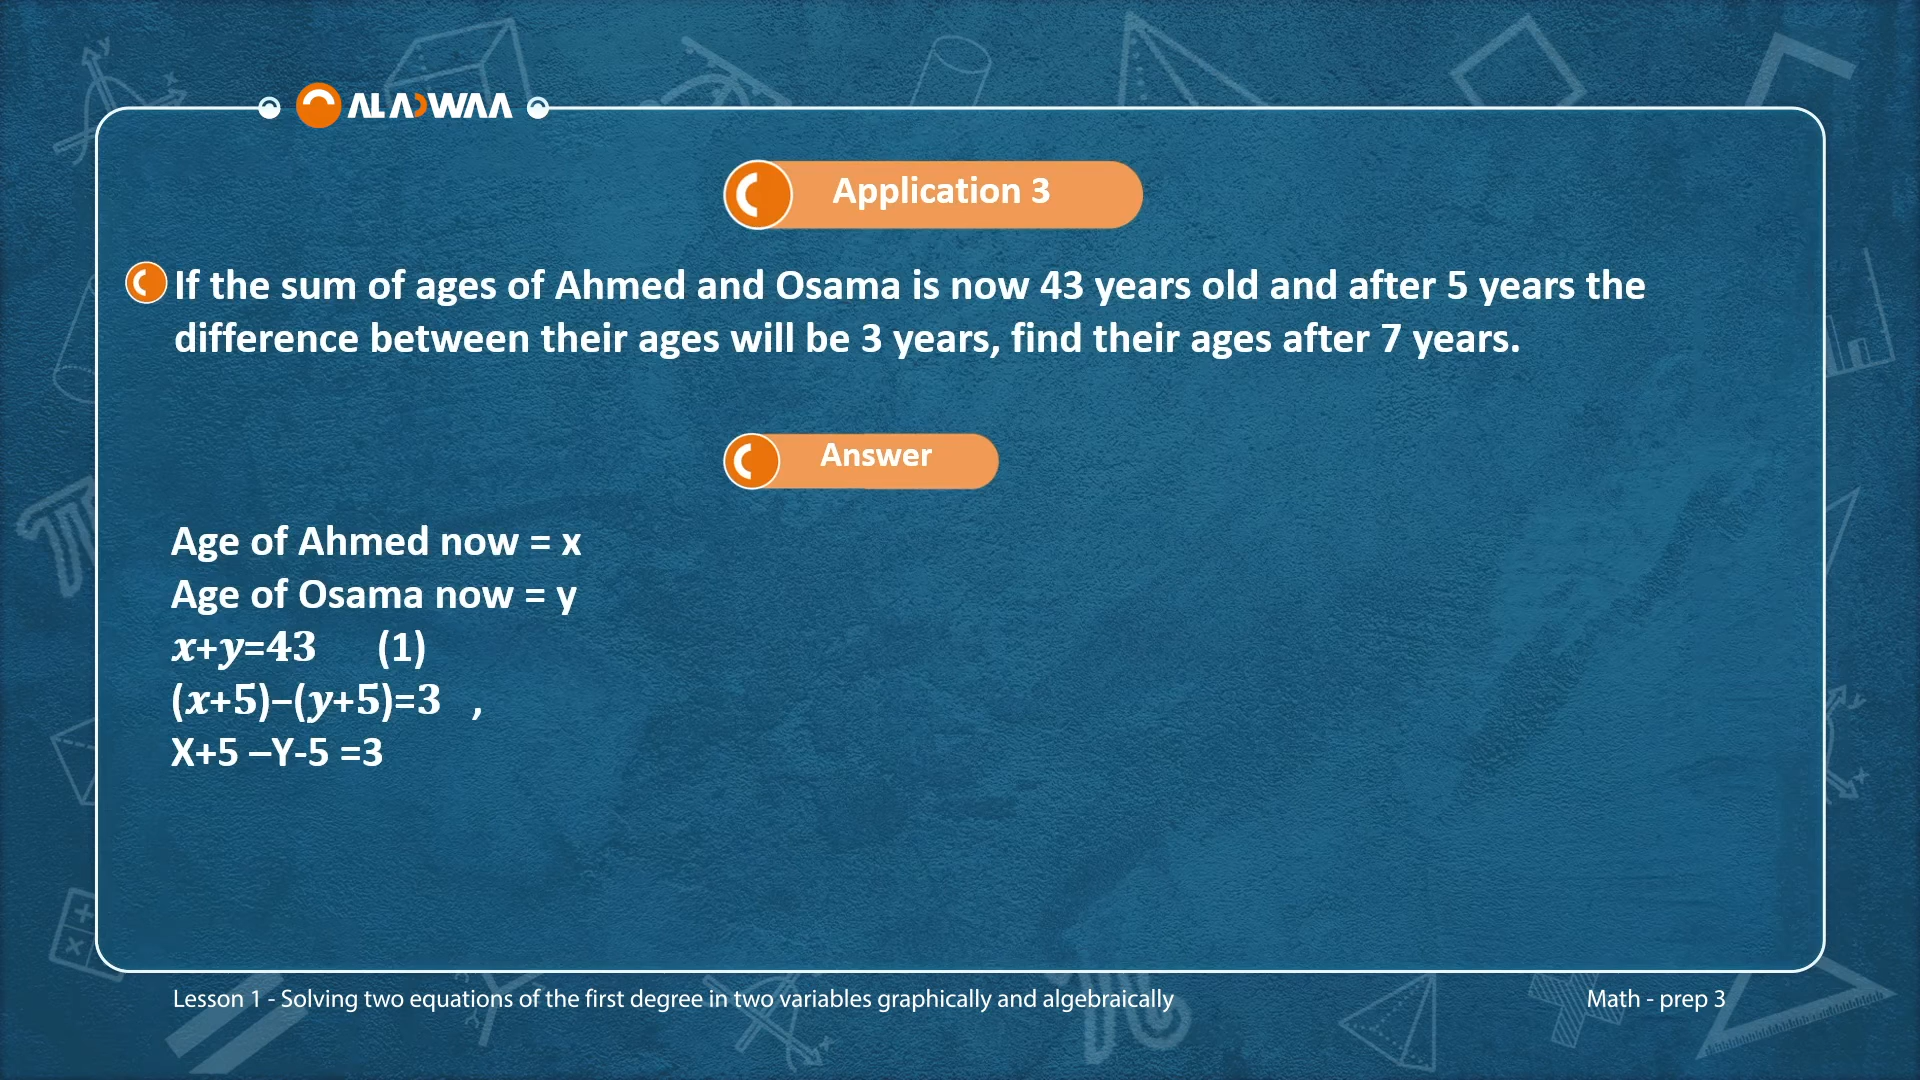 ALADWAA
Application 3
If the sum of ages of Ahmed and Osama is now 43 years old and after 5 years the
difference between their ages will be 3 years, find their ages after 7 years.
Answer
Age of Ahmed now = x
Age of Osama now = y
x+y=43 (1)
(x+5)–(y+5)=3 ,
X+5 –Y-5 =3
Lesson 1 - Solving two equations of the first degree in two variables graphically and algebraically
Math - prep 3